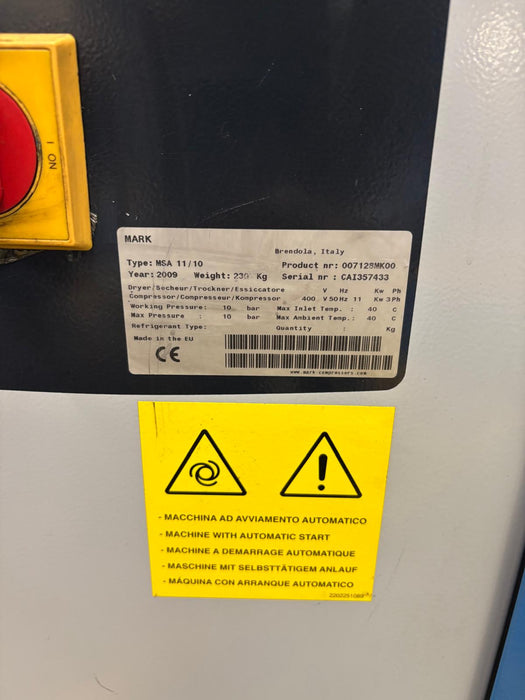 I
ON
MARK
Brendola, Italy
Type: MSA 11/10 Product nr: 007128MK00
Year: 2009 Weight: 239 Kg Serial nr : CAI357433
Dryer/Secheur/Trockner/Essiccatore V Hz Kw Ph
Compressor/Compresseur/Kompressor 400 V 50 Hz 11 Kw 3 Ph
Working Pressure: 10 bar Max Inlet Temp.: 40 C
Max Pressure : 10 bar Max Ambient Temp.: 40 C
Refrigerant Type: Quantity : Kg
Made in the EU
CE
www.mark-compressors.com
- MACCHINA AD AVVIAMENTO AUTOMATICO
- MACHINE WITH AUTOMATIC START
- MACHINE A DEMARRAGE AUTOMATIQUE
- MASCHINE MIT SELBSTTÄTIGEM ANLAUF
- MÁQUINA CON ARRANQUE AUTOMATICO